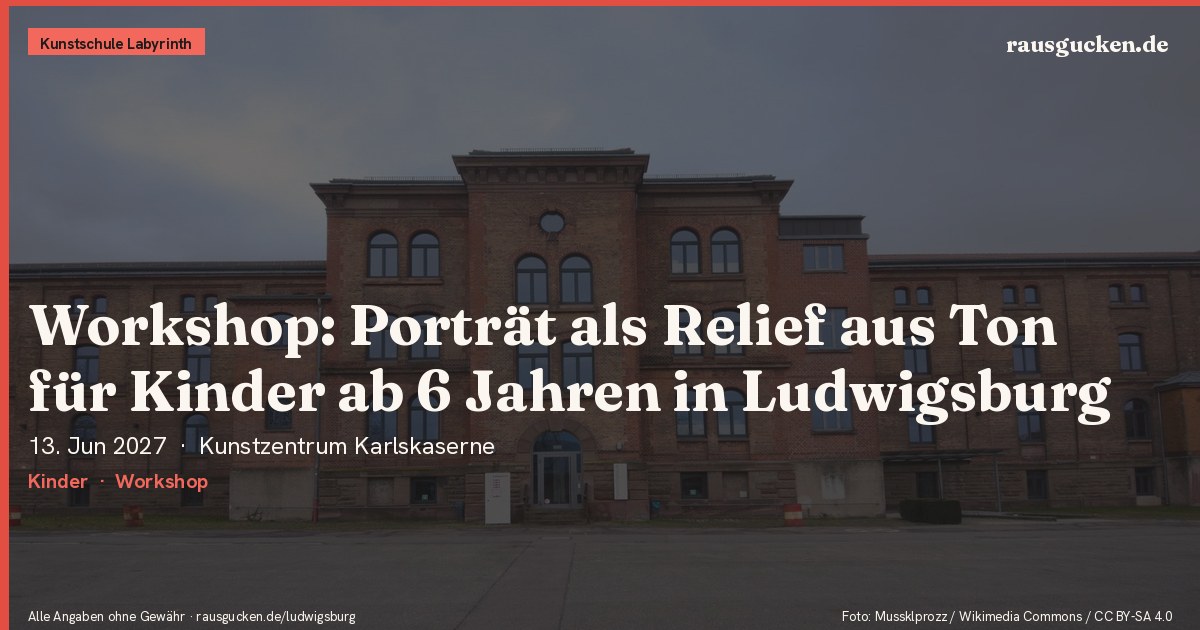 Kunstschule Labyrinth
rausgucken.de
Workshop: Porträt als Relief aus Ton
für Kinder ab 6 Jahren in Ludwigsburg
13. Jun 2027 · Kunstzentrum Karlskaserne
Kinder · Workshop
Alle Angaben ohne Gewähr · rausgucken.de/ludwigsburg
Foto: Mussklprozz / Wikimedia Commons / CC BY-SA 4.0